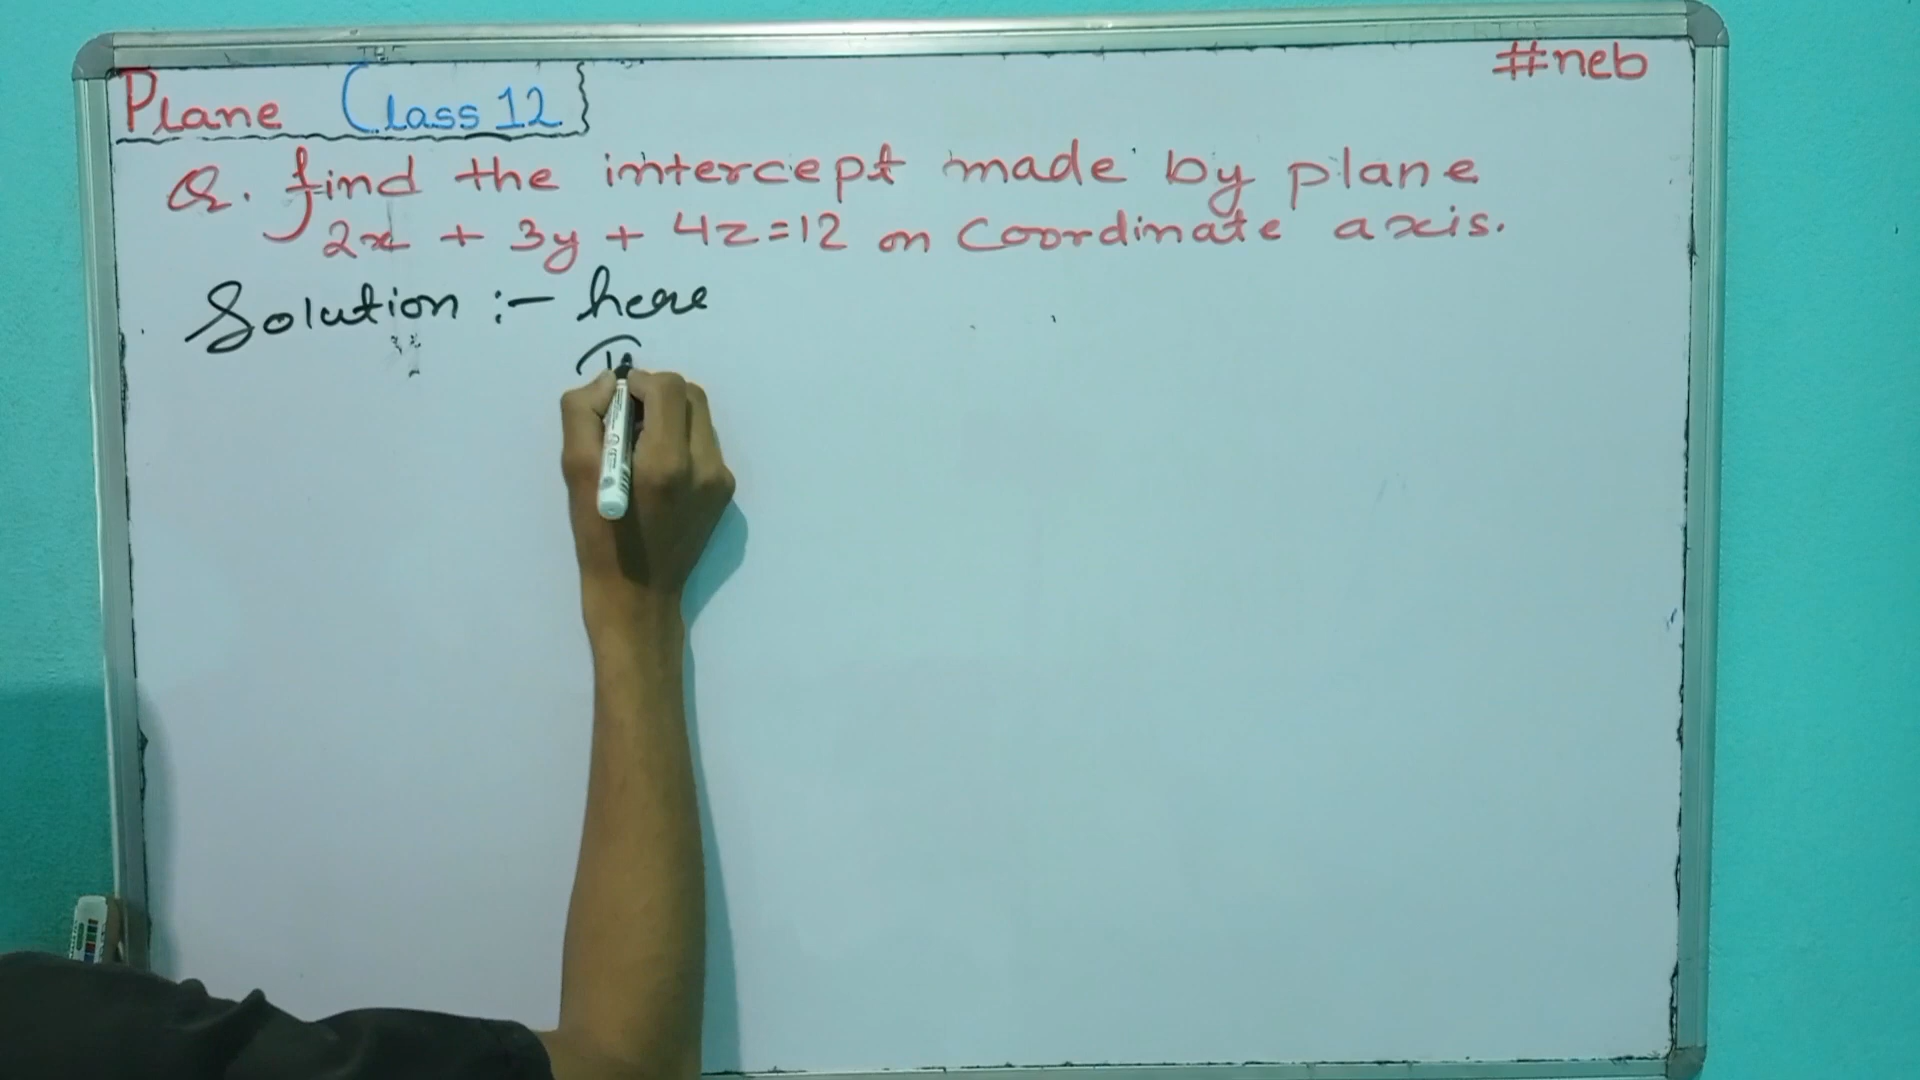 #neb
Plane Class 12}
Q. find the intercept made by plane
2x + 3y + 4z=12 on Coordinate axis.
Solution :- here